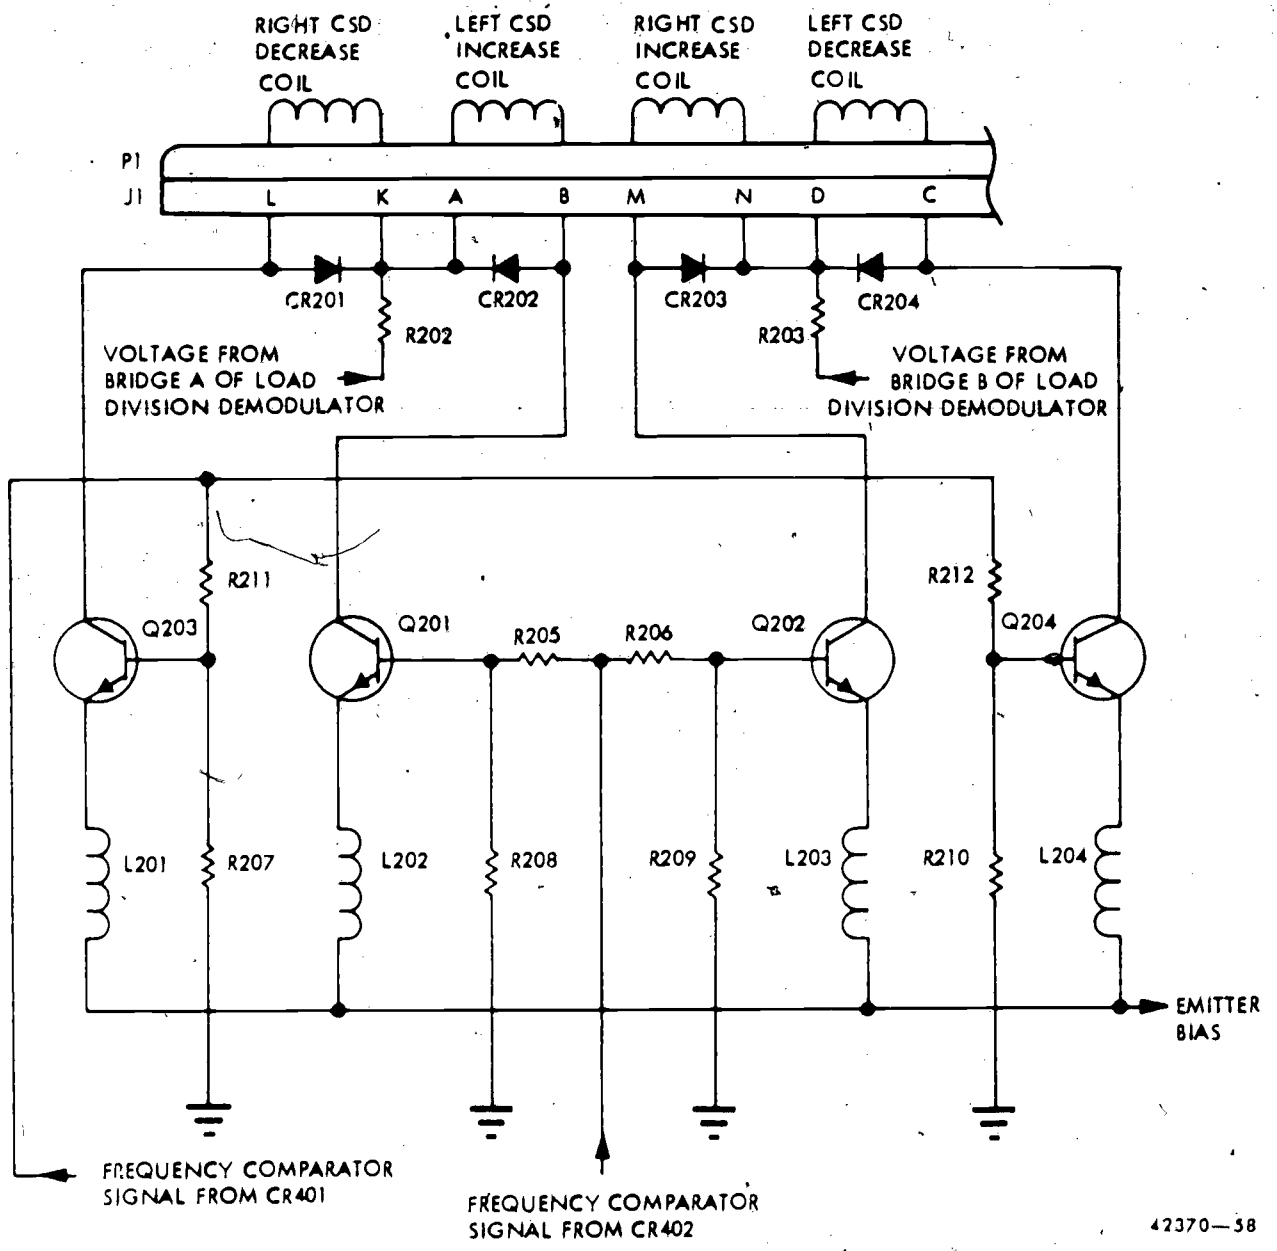 RIGHT CSD
DECREASE
COIL
LEFT CSD
INCREASE
COIL
RIGHT CSD
INCREASE
COIL
LEFT CSD
DECREASE
COIL
P1
J1
L
K
A
B
M
N
D
C
CR201
CR202
CR203
CR204
R202
R203
VOLTAGE FROM
BRIDGE A OF LOAD
DIVISION DEMODULATOR
VOLTAGE FROM
BRIDGE B OF LOAD
DIVISION DEMODULATOR
R211
R212
Q203
Q201
R205
R206
Q202
Q204
L201
R207
L202
R208
R209
L203
R210
L204
EMITTER
BIAS
FREQUENCY COMPARATOR
SIGNAL FROM CR401
FREQUENCY COMPARATOR
SIGNAL FROM CR402
42370-58